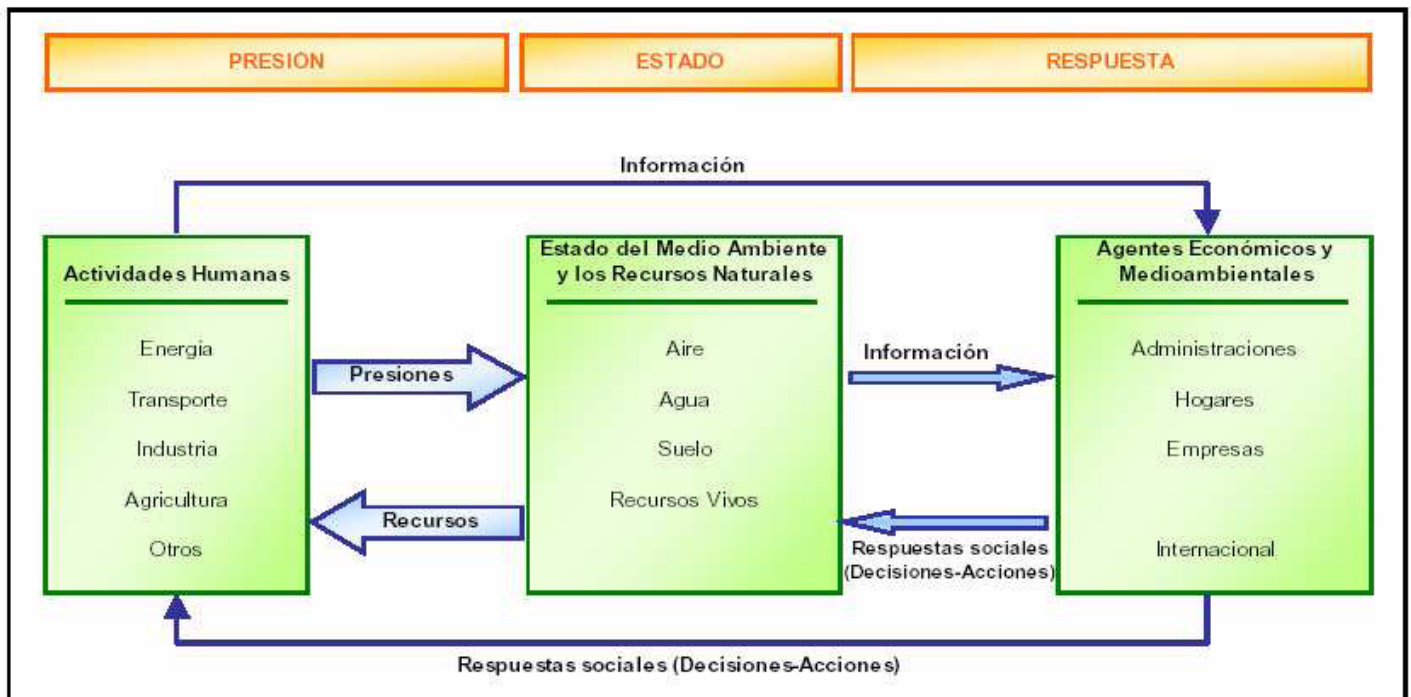 PRESIÓN
ESTADO
RESPUESTA
Información
Actividades Humanas
Energía
Transporte
Industria
Agricultura
Otros
Presiones
Recursos
Estado del Medio Ambiente
y los Recursos Naturales
Aire
Agua
Suelo
Recursos Vivos
Información
Respuestas sociales
(Decisiones-Acciones)
Agentes Económicos y
Medioambientales
Administraciones
Hogares
Empresas
Internacional
Respuestas sociales (Decisiones-Acciones)